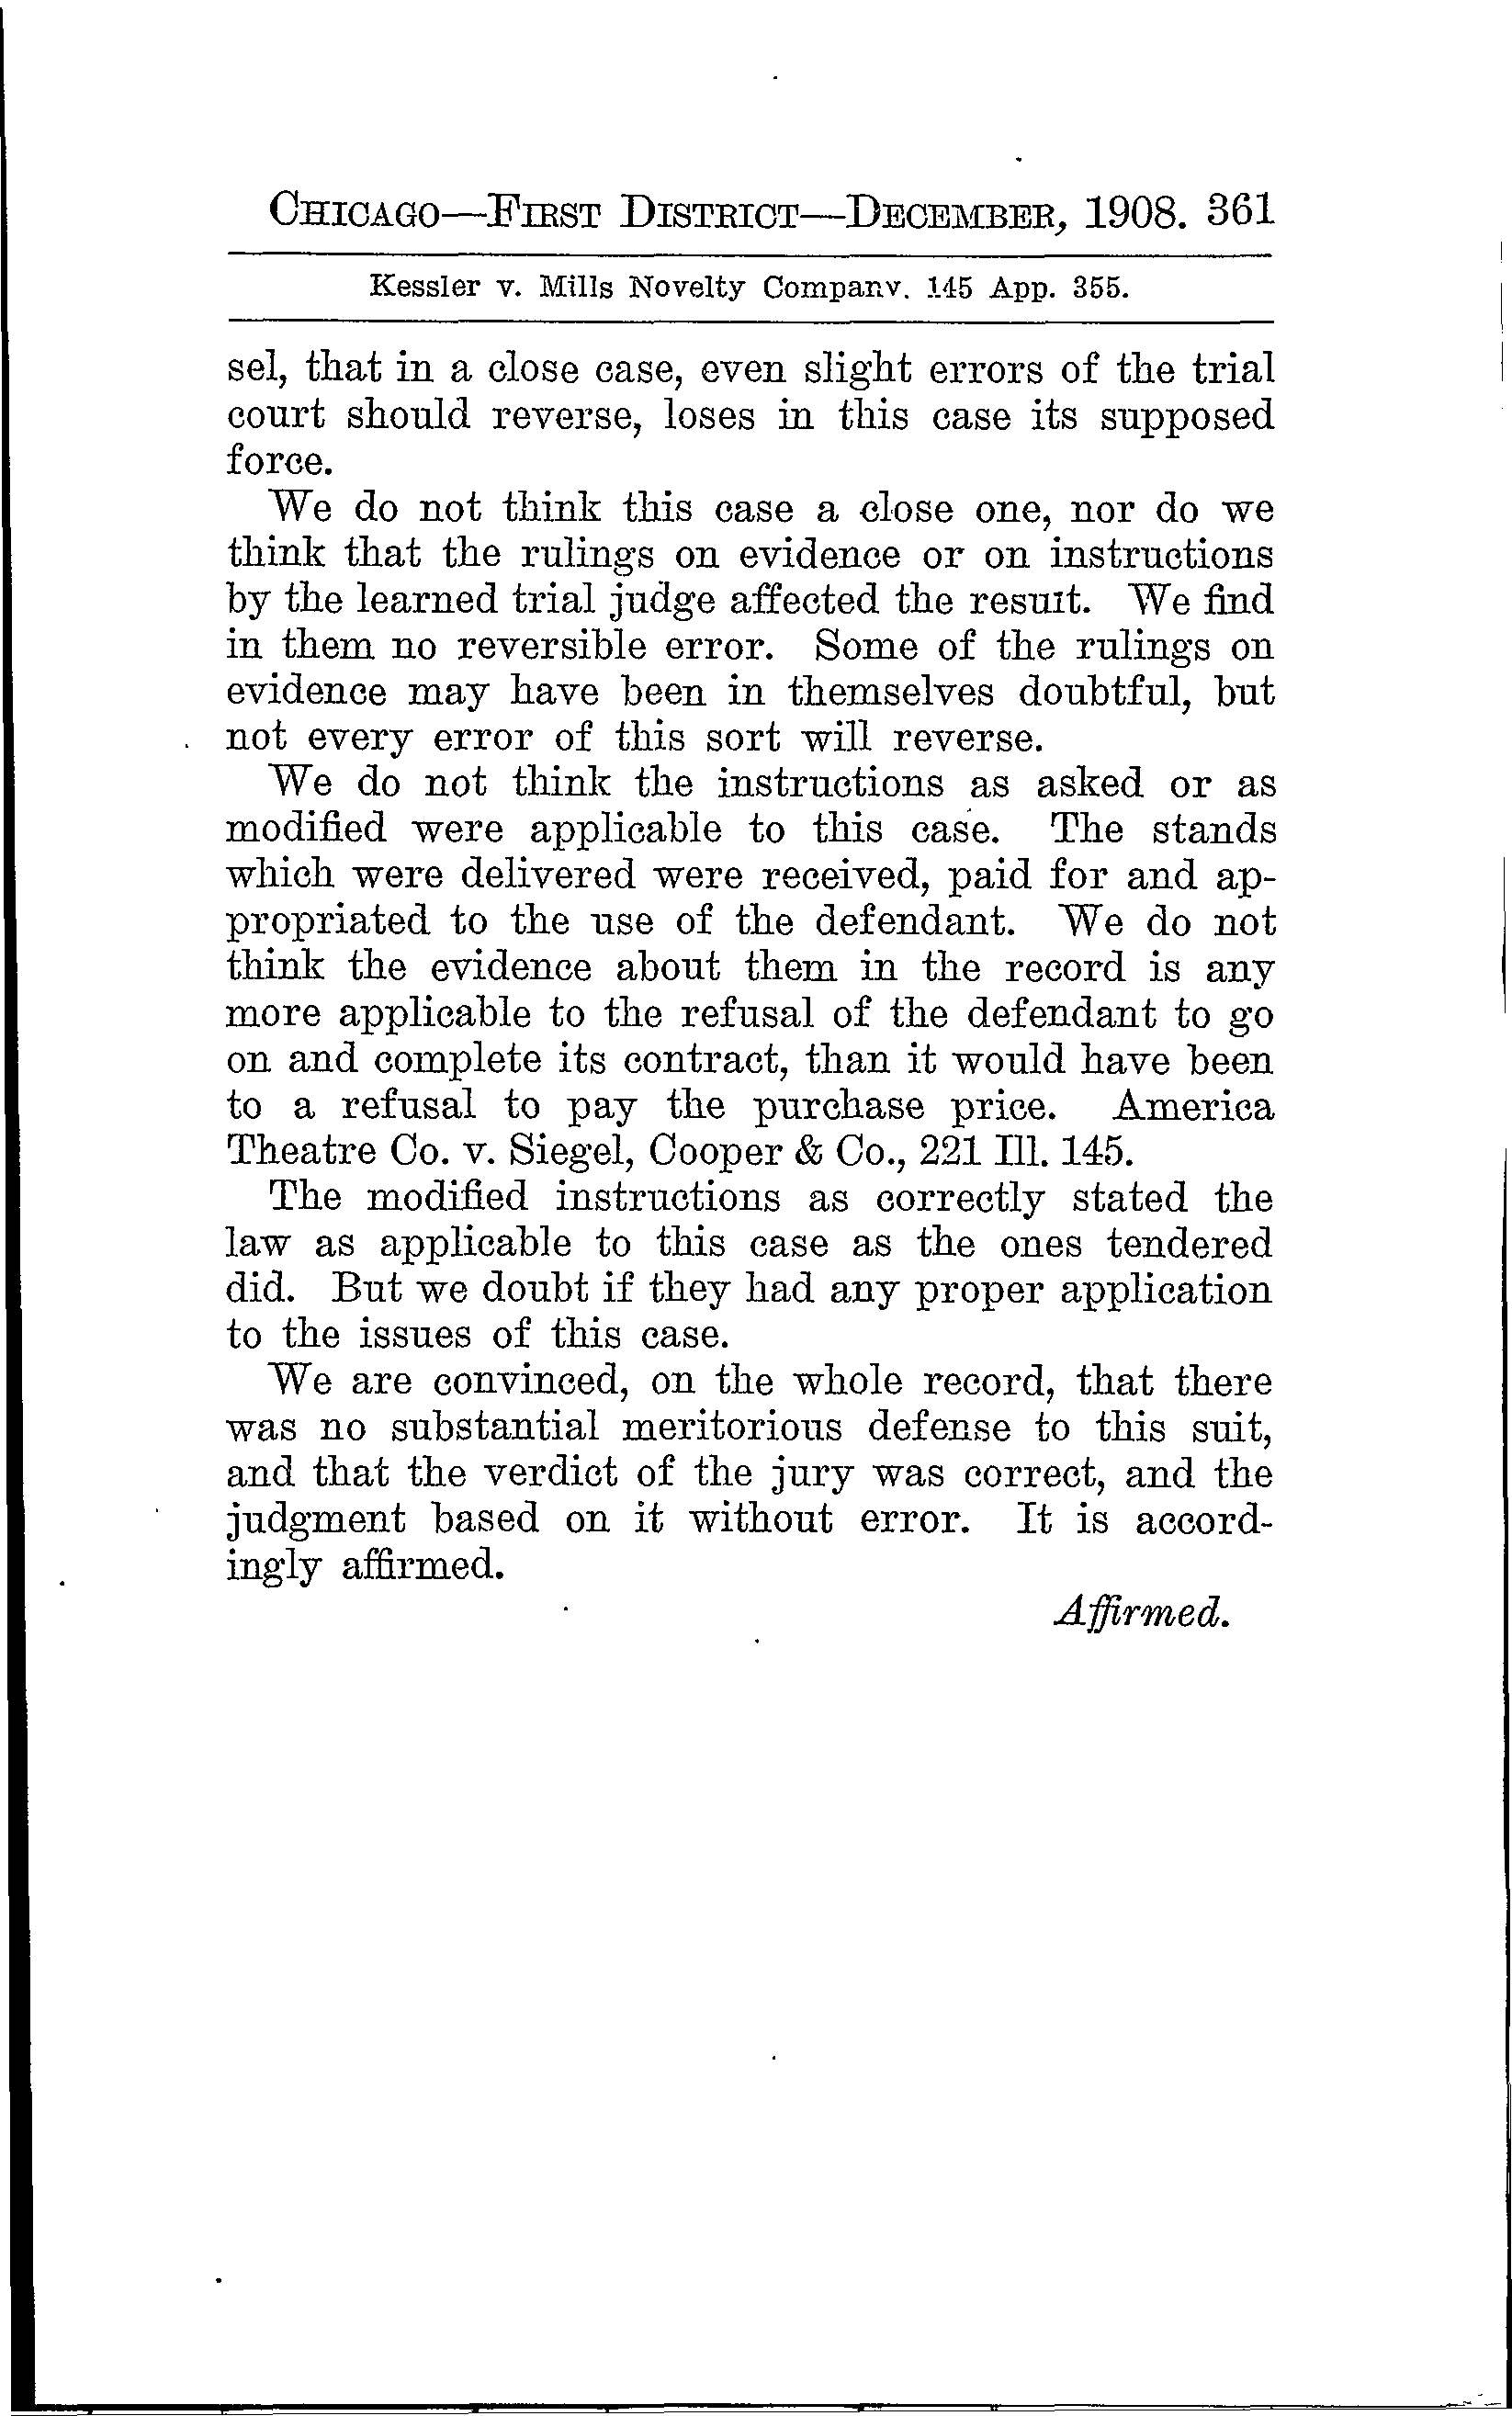 CHICAGO—FIRST DISTRICT—DECEMBER, 1908. 361
Kessler v. Mills Novelty Company. 145 App. 355.
sel, that in a close case, even slight errors of the trial
court should reverse, loses in this case its supposed
force.
We do not think this case a close one, nor do we
think that the rulings on evidence or on instructions
by the learned trial judge affected the result. We find
in them no reversible error. Some of the rulings on
evidence may have been in themselves doubtful, but
not every error of this sort will reverse.
We do not think the instructions as asked or as
modified were applicable to this case. The stands
which were delivered were received, paid for and ap-
propriated to the use of the defendant. We do not
think the evidence about them in the record is any
more applicable to the refusal of the defendant to go
on and complete its contract, than it would have been
to a refusal to pay the purchase price. America
Theatre Co. v. Siegel, Cooper & Co., 221 Ill. 145.
The modified instructions as correctly stated the
law as applicable to this case as the ones tendered
did. But we doubt if they had any proper application
to the issues of this case.
We are convinced, on the whole record, that there
was no substantial meritorious defense to this suit,
and that the verdict of the jury was correct, and the
judgment based on it without error. It is accord-
ingly affirmed.
Affirmed.